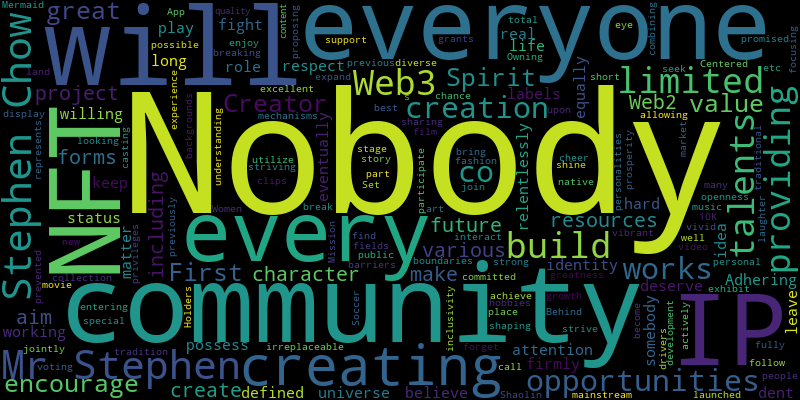 Mermaid App content
great play quality fight enjoy breaking
will
support possible long
role respect
proposing real life Owning
everyone
previous diverse grants expand
total eye Centered
combining
promised etc
land seek focusing
Stephen Chow
display represents
project labels
Creator
Web3 Spirit
excellent chance
creation
mechanisms best upon
equally short
limited
Web2 value
allowing
NFT
willing looking forms keep
status
casting
experience backgrounds understanding
Nobody
utilize striving clips
stage story part Set
sharing film
bring fashion join
cheer shine native
co
relentlessly
personalities prosperity
market
openness many
laughter traditional
music 10K
vivid video
talents
providing
new matter
collection movie prevented
privileges including
previously
Women break
eventually
every
Mission
find fields public barriers
art
participate
interact boundaries
future various
build
resources
vibrant hard
idea well
personal
First character
make strong
identity
works
Soccer
community
IP
entering special
aim working
jointly voting
tradition
possess irreplaceable
Holders
Behind
inclusivity
committed achieve growth greatness
hobbies place shaping
forget call
attention firmly
strive become somebody
deserve exhibit
drivers development actively
Adhering
fully follow
leave
Mr Stephen
creating
opportunities
people dent
encourage
create defined universe
believe
Shaolin
mainstream launched